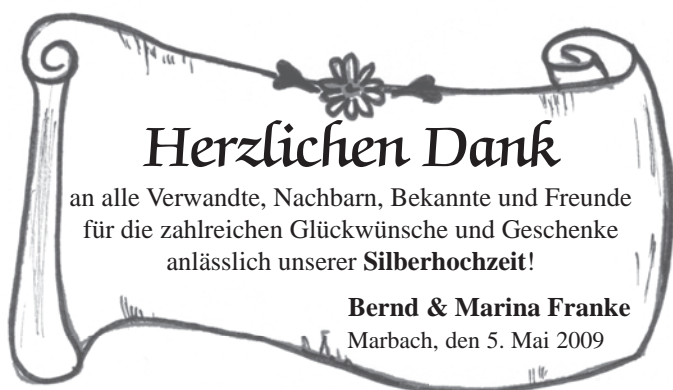 Herzlichen Dank
an alle Verwandte, Nachbarn, Bekannte und Freunde
für die zahlreichen Glückwünsche und Geschenke
anlässlich unserer Silberhochzeit!
Bernd & Marina Franke
Marbach, den 5. Mai 2009